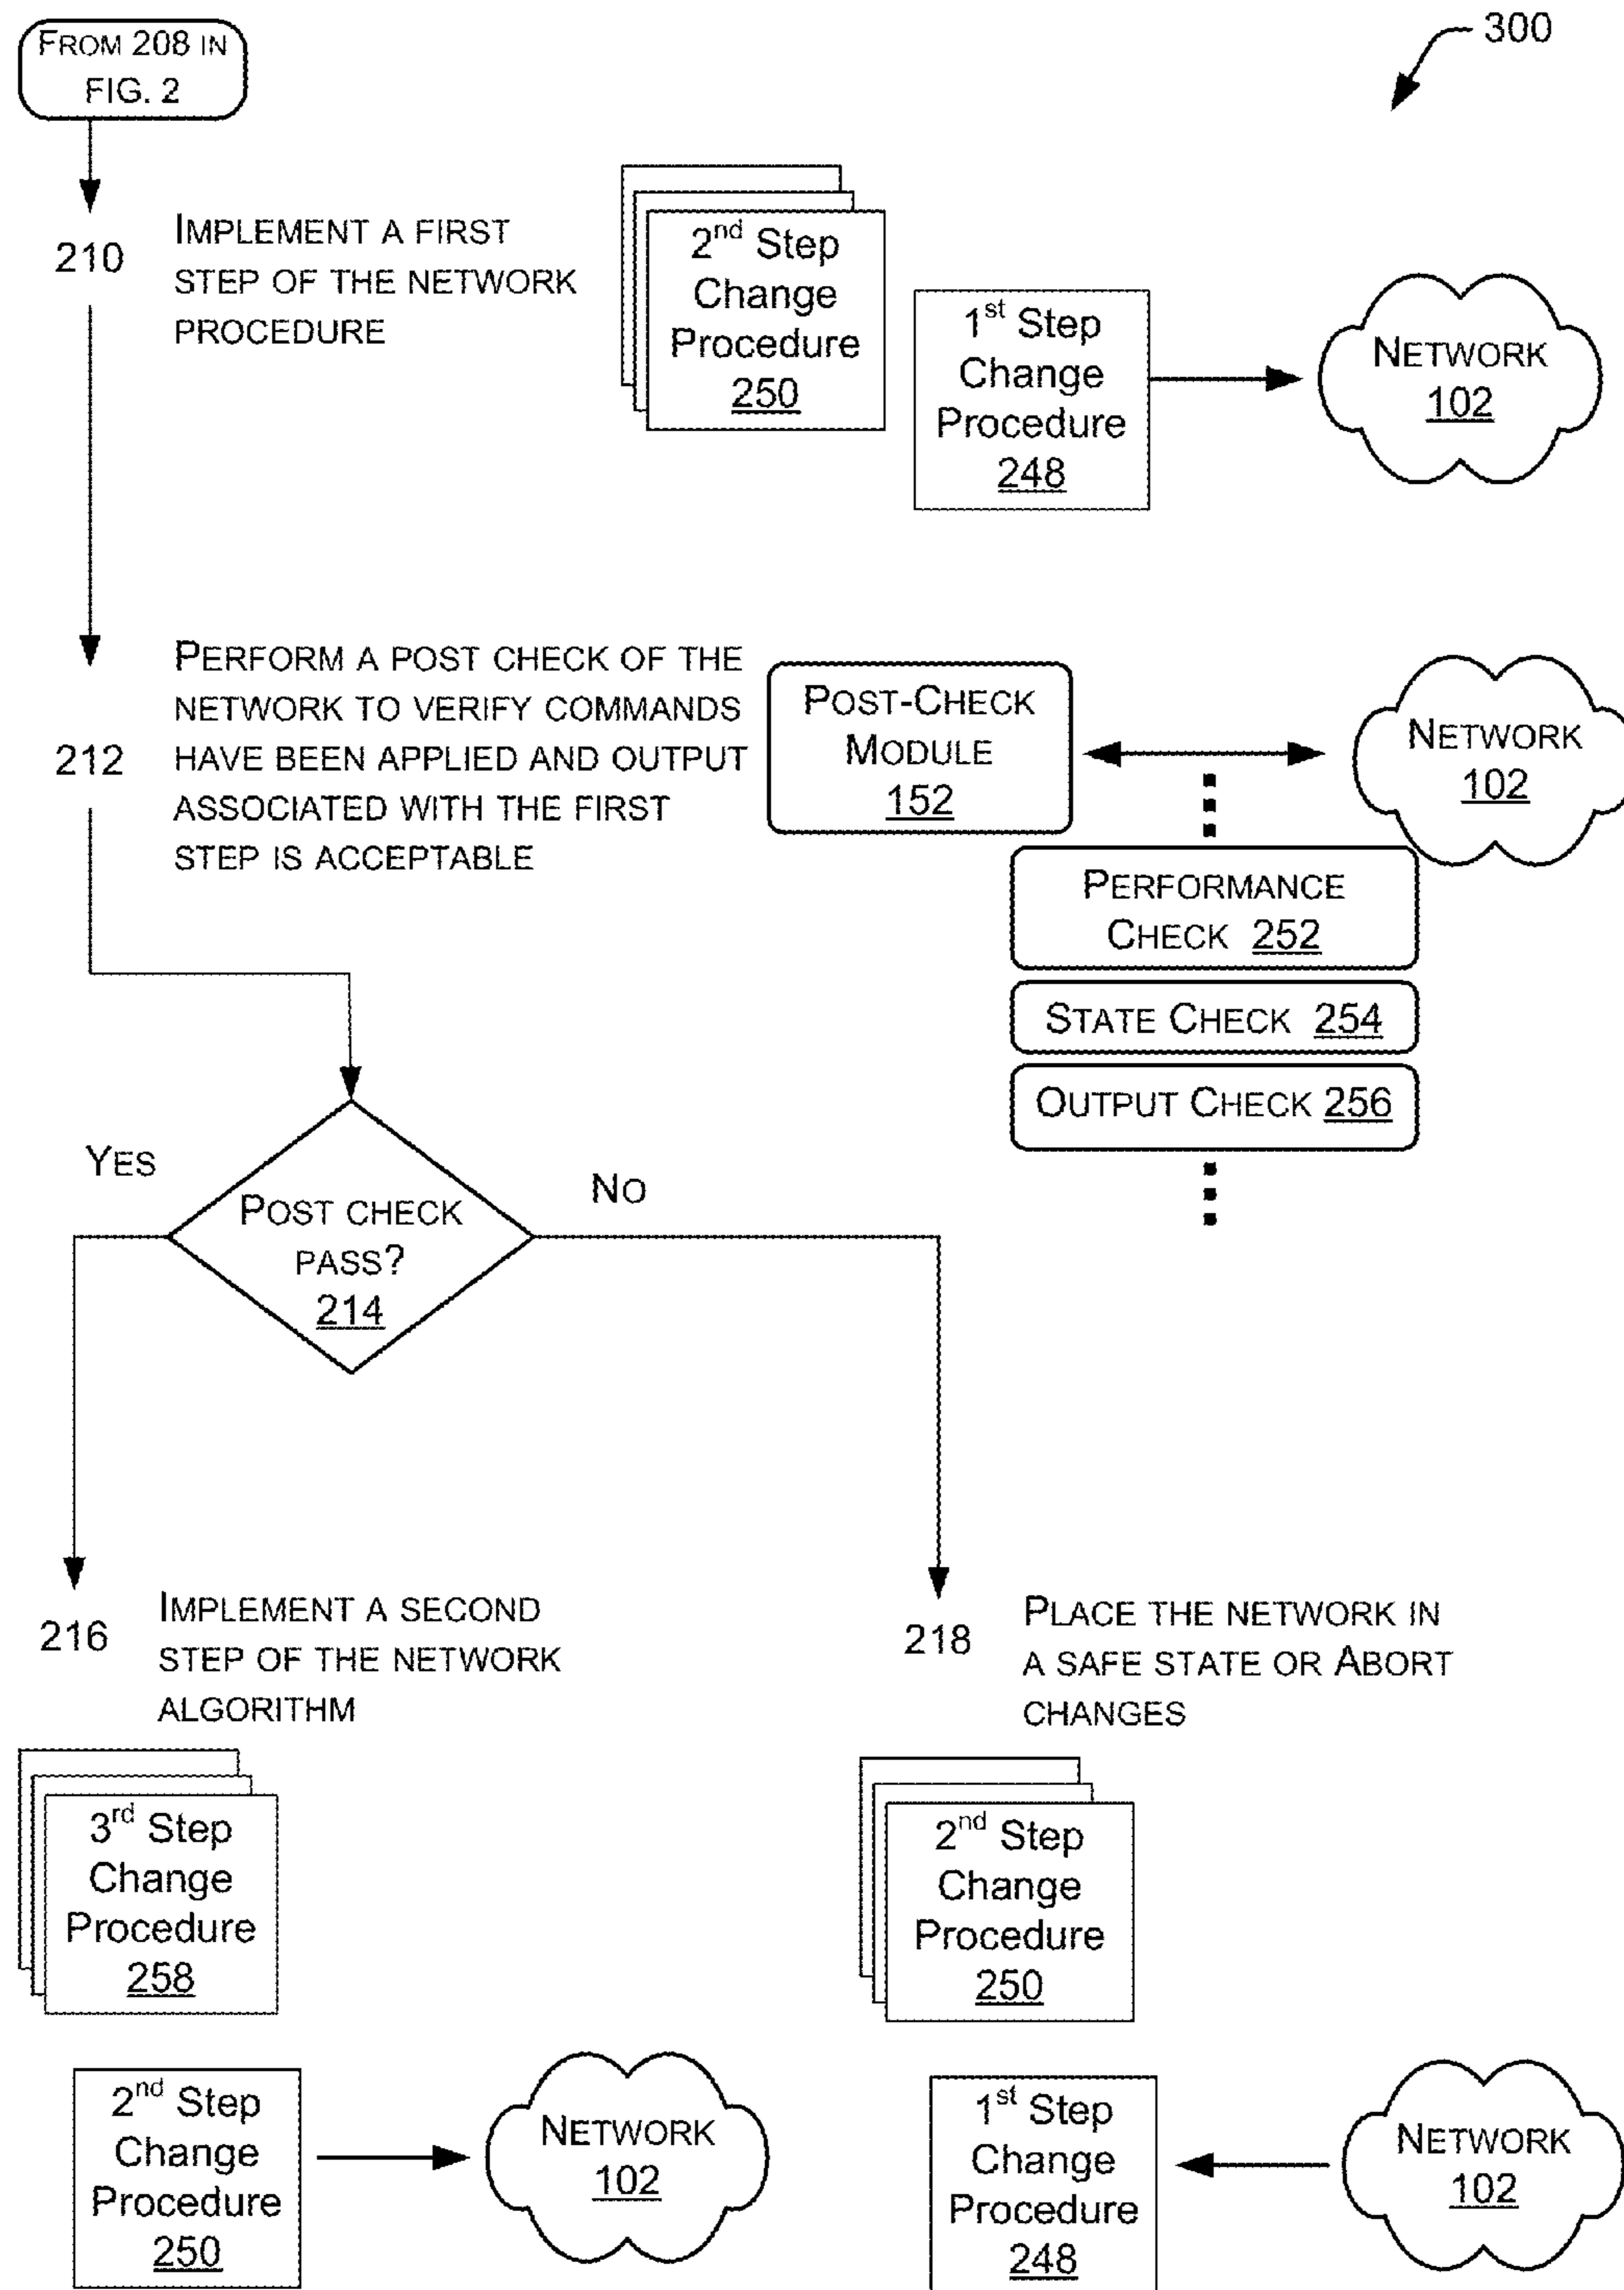 FROM 208 IN
FIG. 2
300
210
IMPLEMENT A FIRST
STEP OF THE NETWORK
PROCEDURE
2nd Step
Change
Procedure
250
1st Step
Change
Procedure
248
NETWORK
102
212
PERFORM A POST CHECK OF THE
NETWORK TO VERIFY COMMANDS
HAVE BEEN APPLIED AND OUTPUT
ASSOCIATED WITH THE FIRST
STEP IS ACCEPTABLE
POST-CHECK
MODULE
152
NETWORK
102
PERFORMANCE
CHECK 252
STATE CHECK 254
OUTPUT CHECK 256
YES
NO
POST CHECK
PASS?
214
216
IMPLEMENT A SECOND
STEP OF THE NETWORK
ALGORITHM
218
PLACE THE NETWORK IN
A SAFE STATE OR ABORT
CHANGES
3rd Step
Change
Procedure
258
2nd Step
Change
Procedure
250
2nd Step
Change
Procedure
250
NETWORK
102
1st Step
Change
Procedure
248
NETWORK
102